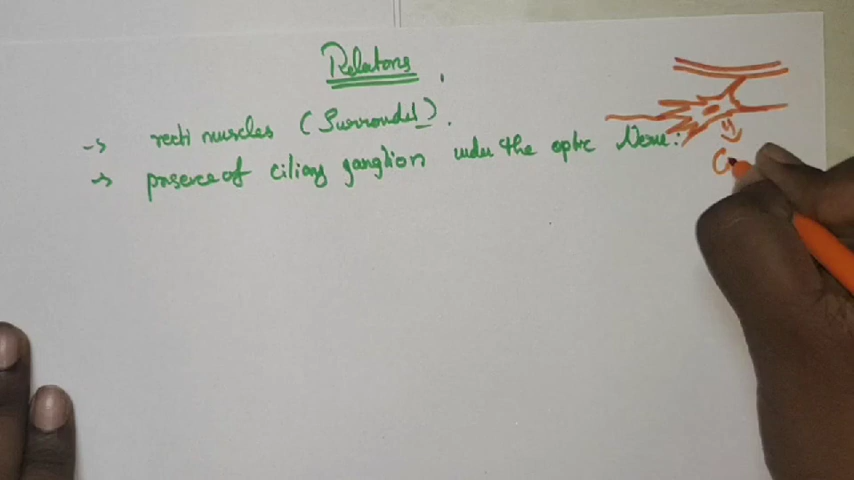 Relations
-> recti muscles (Surrounded).
-> presence of ciliary ganglion under the optic Nerve:
C